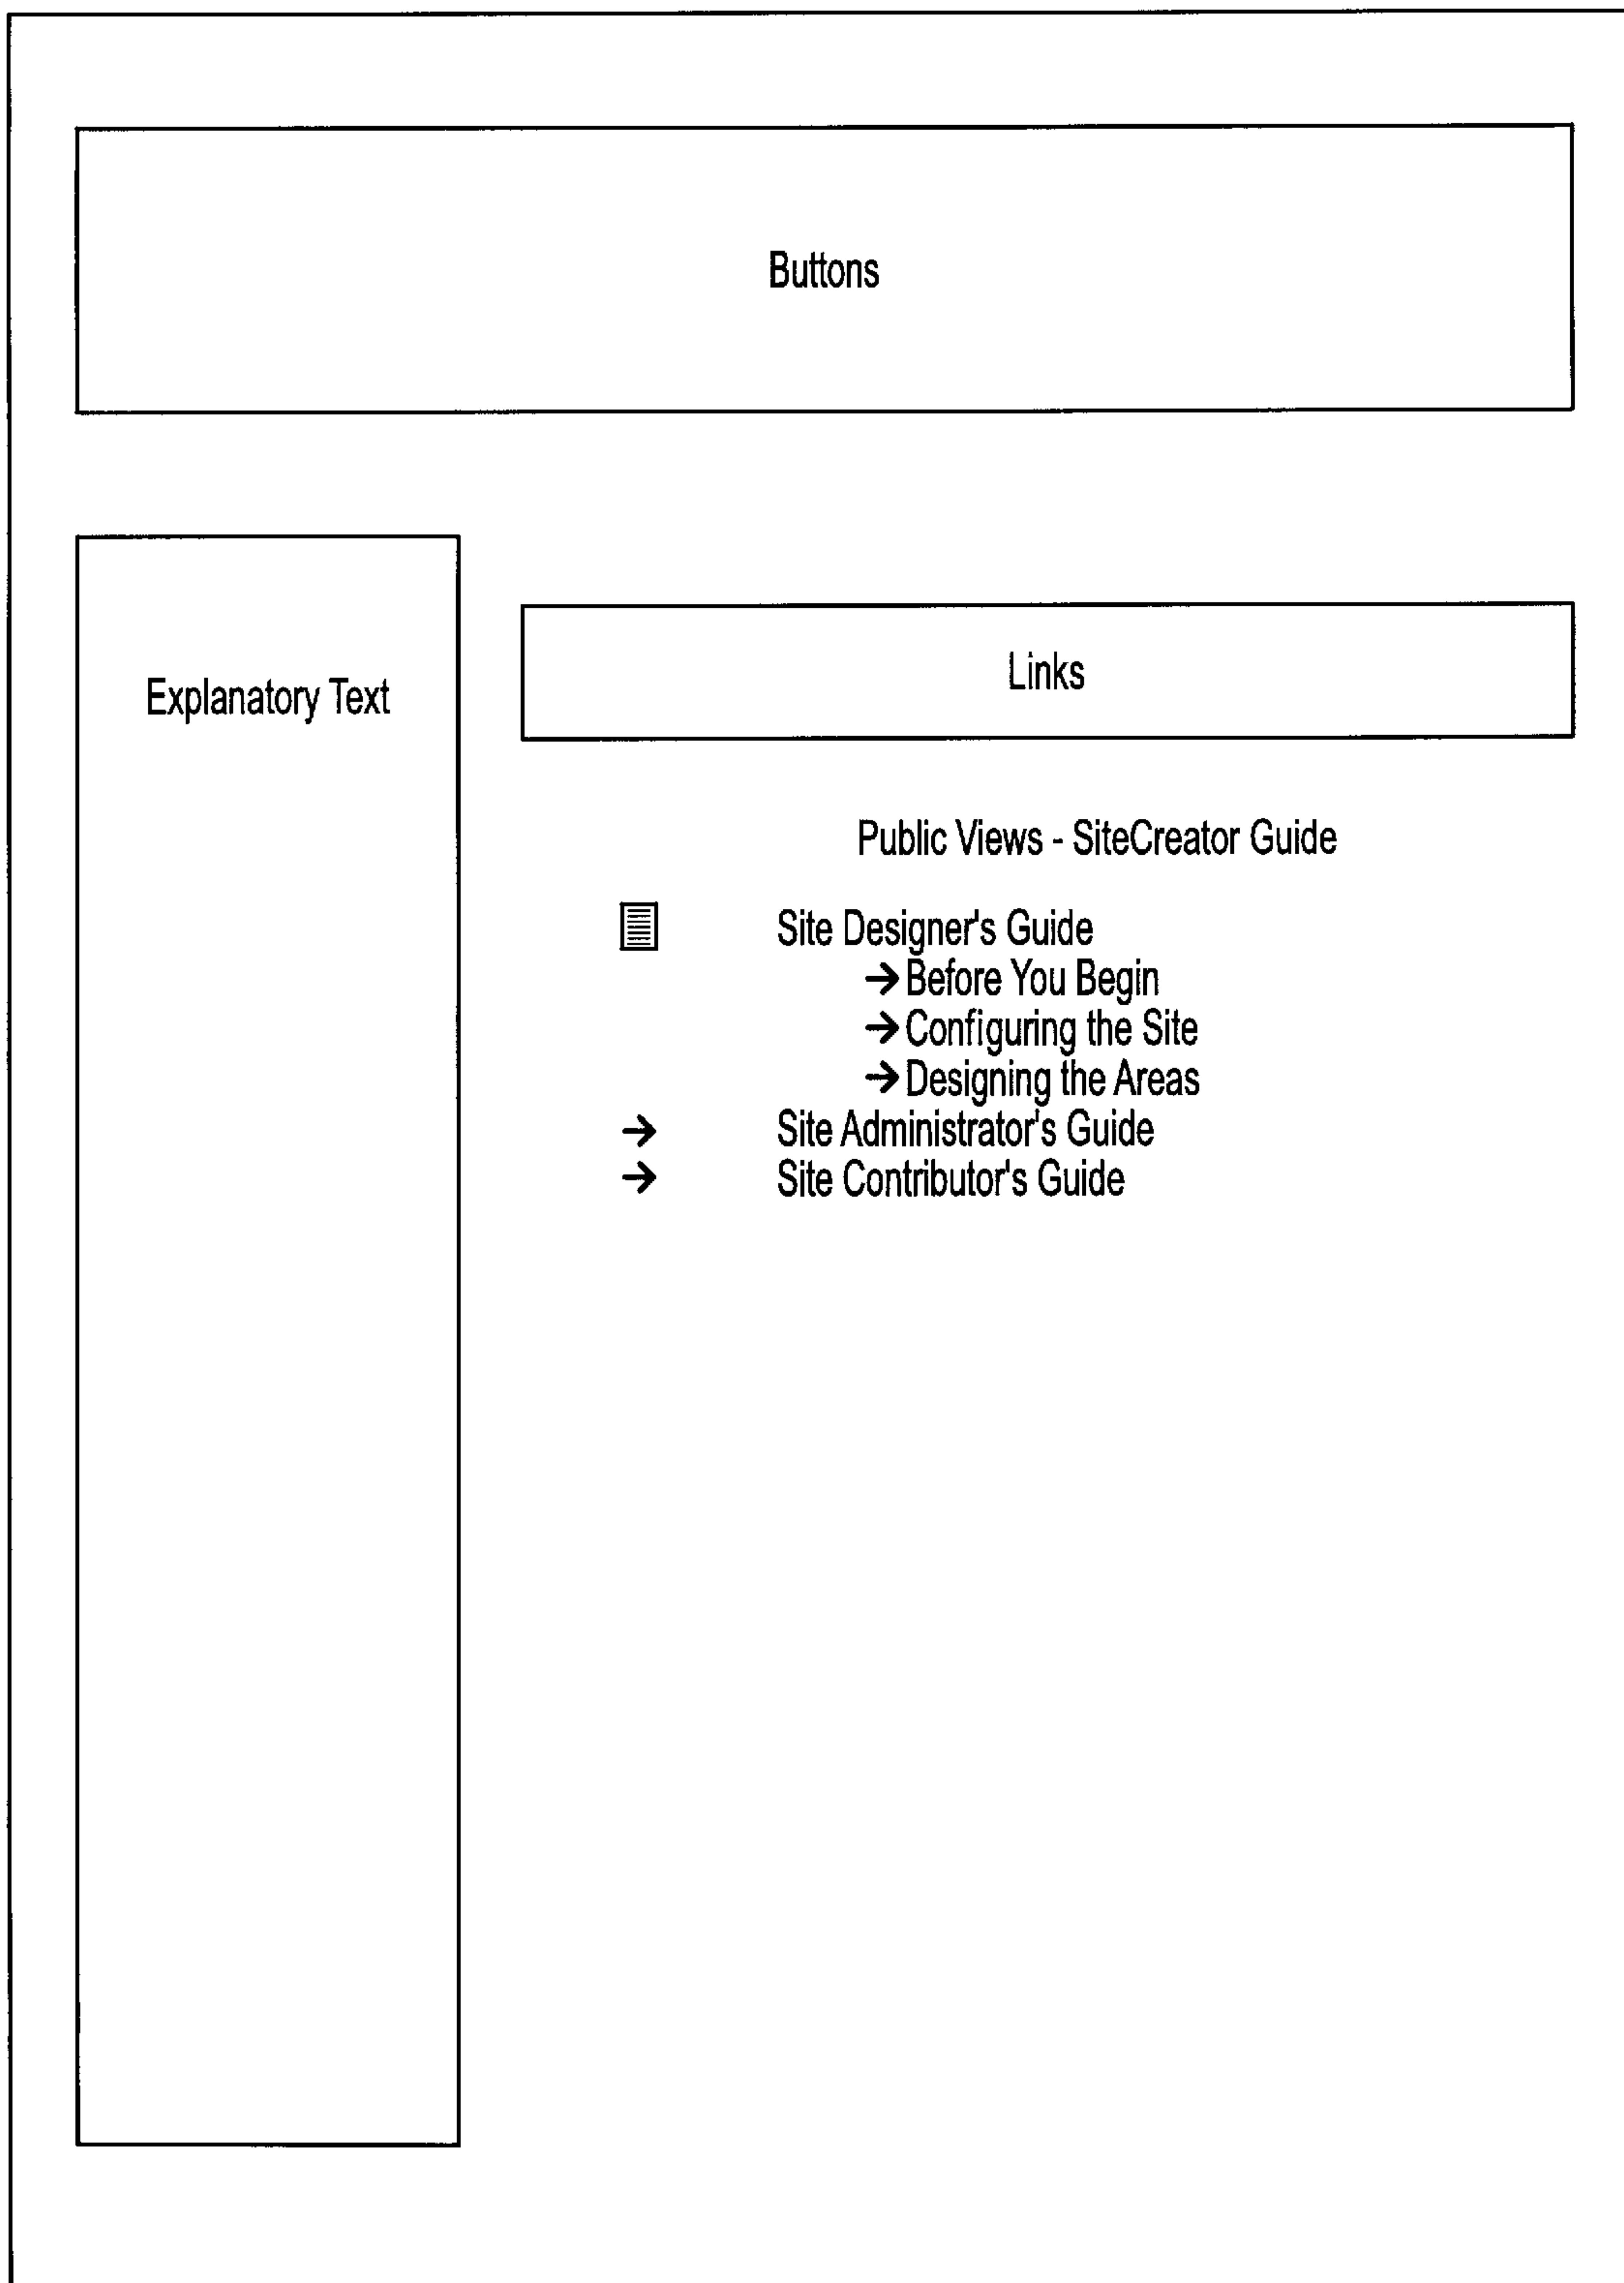 Buttons
Explanatory Text
Links
Public Views - SiteCreator Guide
Site Designer's Guide
→Before You Begin
→Configuring the Site
→Designing the Areas
→ Site Administrator's Guide
→ Site Contributor's Guide